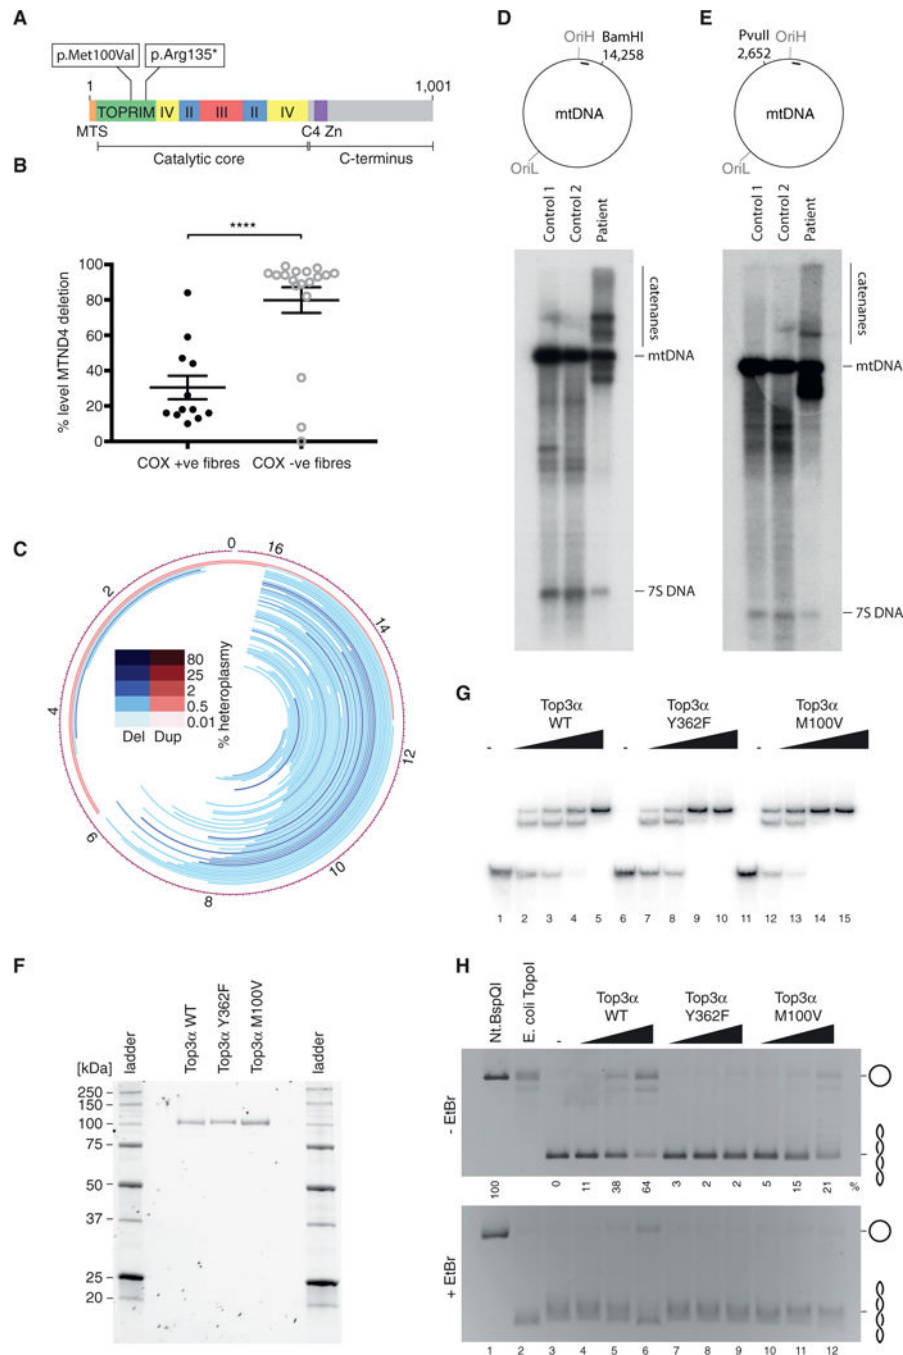 A
p.Met100Val
p.Arg135*
1
1,001
TOPRIM IV II III II IV
MTS
C4 Zn
Catalytic core
C-terminus
B
****
% level MTND4 deletion
100
80
60
40
20
0
COX +ve fibres
COX -ve fibres
C
0
2
4
6
8
10
12
14
16
80
25
2
0.5
0.01
Del
Dup
% heteroplasmy
D
OriH
BamHI
14,258
mtDNA
OriL
Control 1
Control 2
Patient
catenanes
mtDNA
7S DNA
E
PvuII
2,652
OriH
mtDNA
OriL
Control 1
Control 2
Patient
catenanes
mtDNA
7S DNA
F
[kDa]
ladder
Top3α WT
Top3α Y362F
Top3α M100V
ladder
250
150
100
75
50
37
25
20
G
Top3α
WT
Top3α
Y362F
Top3α
M100V
- - -
1 2 3 4 5 6 7 8 9 10 11 12 13 14 15
H
Nt.BspQI
E. coli TopoI
-
Top3α
WT
Top3α
Y362F
Top3α
M100V
- EtBr
100 0 11 38 64 3 2 2 5 15 21 %
+ EtBr
1 2 3 4 5 6 7 8 9 10 11 12